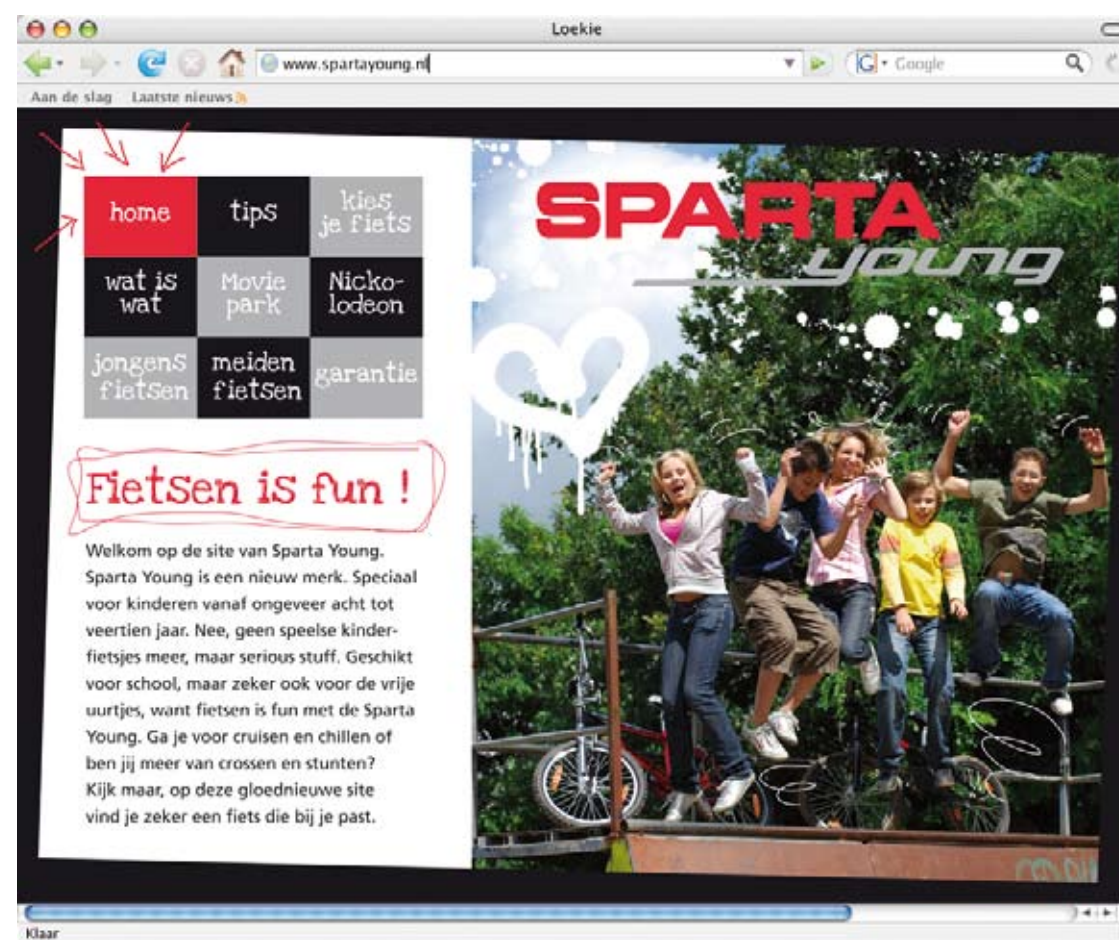 Loekie
www.spartayoung.nl
Google
Aan de slag Laatste nieuws
home
tips
kies
je fiets
wat is
wat
Movie
park
Nicko-
lodeon
jongens
fietsen
meiden
fietsen
garantie
SPARTA
young
Fietsen is fun !
Welkom op de site van Sparta Young.
Sparta Young is een nieuw merk. Speciaal
voor kinderen vanaf ongeveer acht tot
veertien jaar. Nee, geen speelse kinder-
fietsjes meer, maar serious stuff. Geschikt
voor school, maar zeker ook voor de vrije
uurtjes, want fietsen is fun met de Sparta
Young. Ga je voor cruisen en chillen of
ben jij meer van crossen en stunten?
Kijk maar, op deze gloednieuwe site
vind je zeker een fiets die bij je past.
Klaar